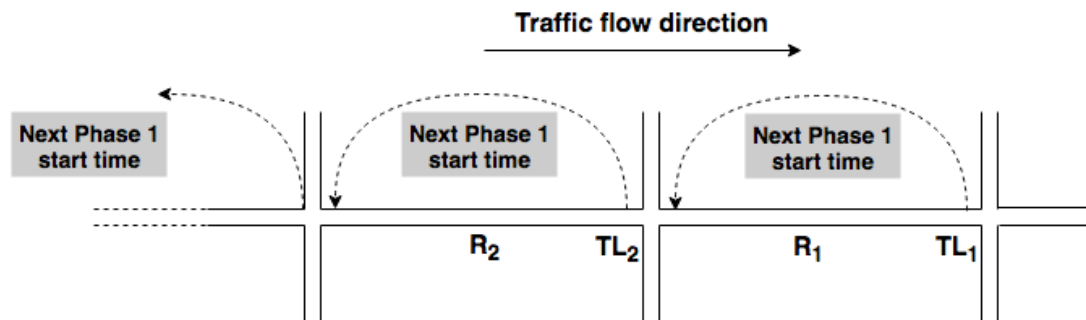 Traffic flow direction
Next Phase 1
start time
Next Phase 1
start time
Next Phase 1
start time
R2
TL2
R1
TL1